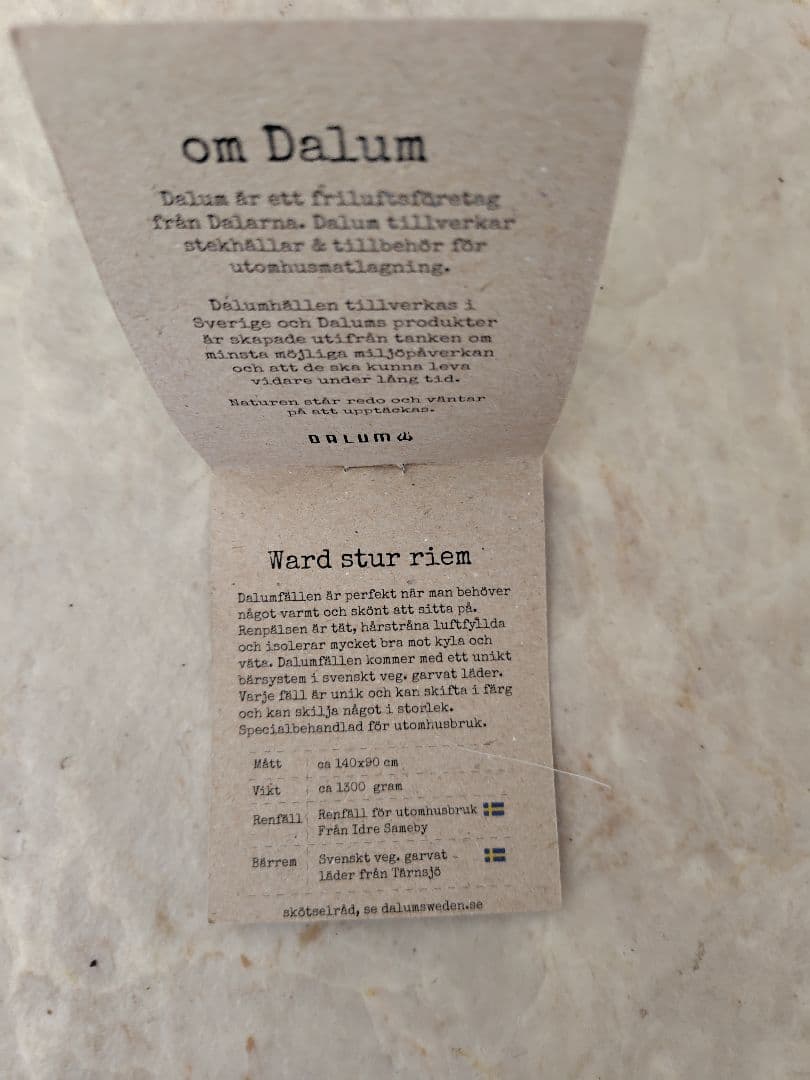 om Dalum
Dalum är ett friluftsföretag
från Dalarna. Dalum tillverkar
stekhällar & tillbehör för
utomhusmatlagning.
Dalumhällen tillverkas i
Sverige och Dalums produkter
är skapade utifrån tanken om
minsta möjliga miljöpåverkan
och att de ska kunna leva
vidare under lång tid.
Naturen står redo och väntar
på att upptäckas.
DALUM
Ward stur riem
Dalumfällen är perfekt när man behöver
något varmt och skönt att sitta på.
Renpälsen är tät, hårstråna luftfyllda
och isolerar mycket bra mot kyla och
väta. Dalumfällen kommer med ett unikt
bärsystem i svenskt veg. garvat läder.
Varje fäll är unik och kan skifta i färg
och kan skilja något i storlek.
Specialbehandlad för utomhusbruk.
Mått ca 140x90 cm
Vikt ca 1300 gram
Renfäll Renfäll för utomhusbruk
Från Idre Sameby
Bärrem Svenskt veg. garvat
läder från Tärnsjö
skötselråd, se dalumsweden.se